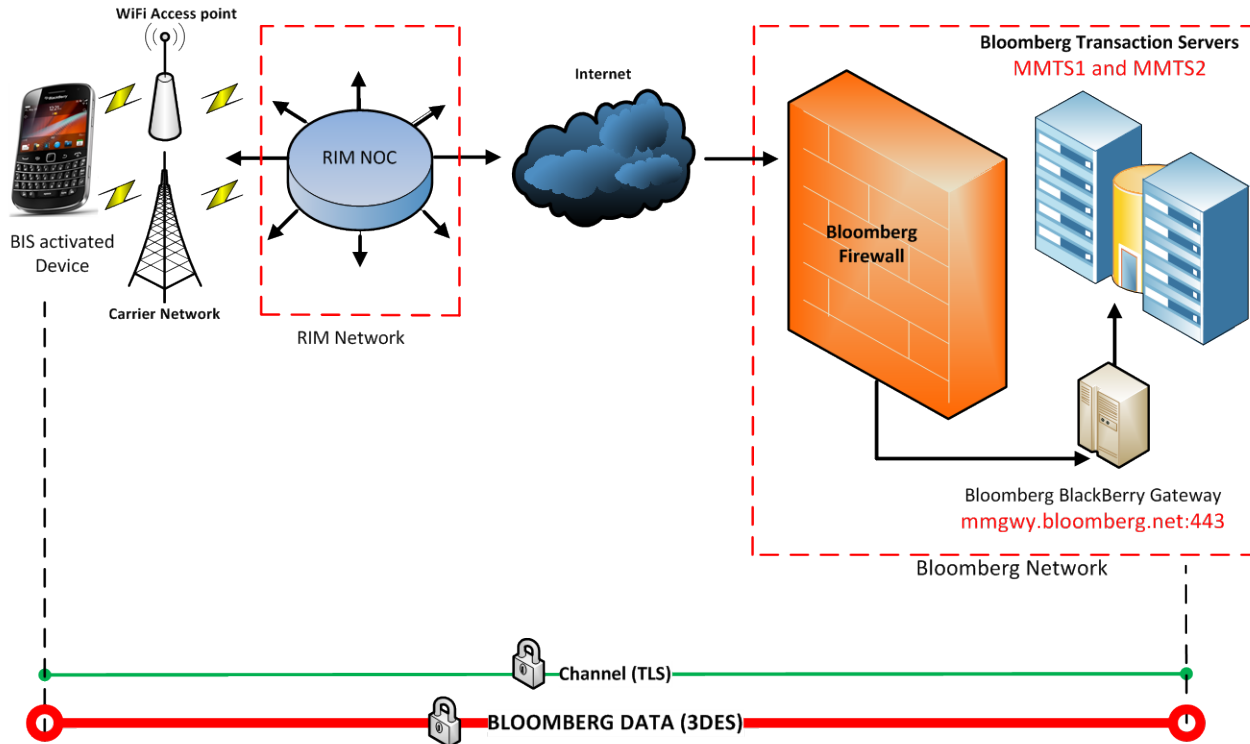 WiFi Access point
BIS activated
Device
Carrier Network
RIM NOC
RIM Network
Internet
Bloomberg Transaction Servers
MMTS1 and MMTS2
Bloomberg
Firewall
Bloomberg BlackBerry Gateway
mmgwy.bloomberg.net:443
Bloomberg Network
Channel (TLS)
BLOOMBERG DATA (3DES)